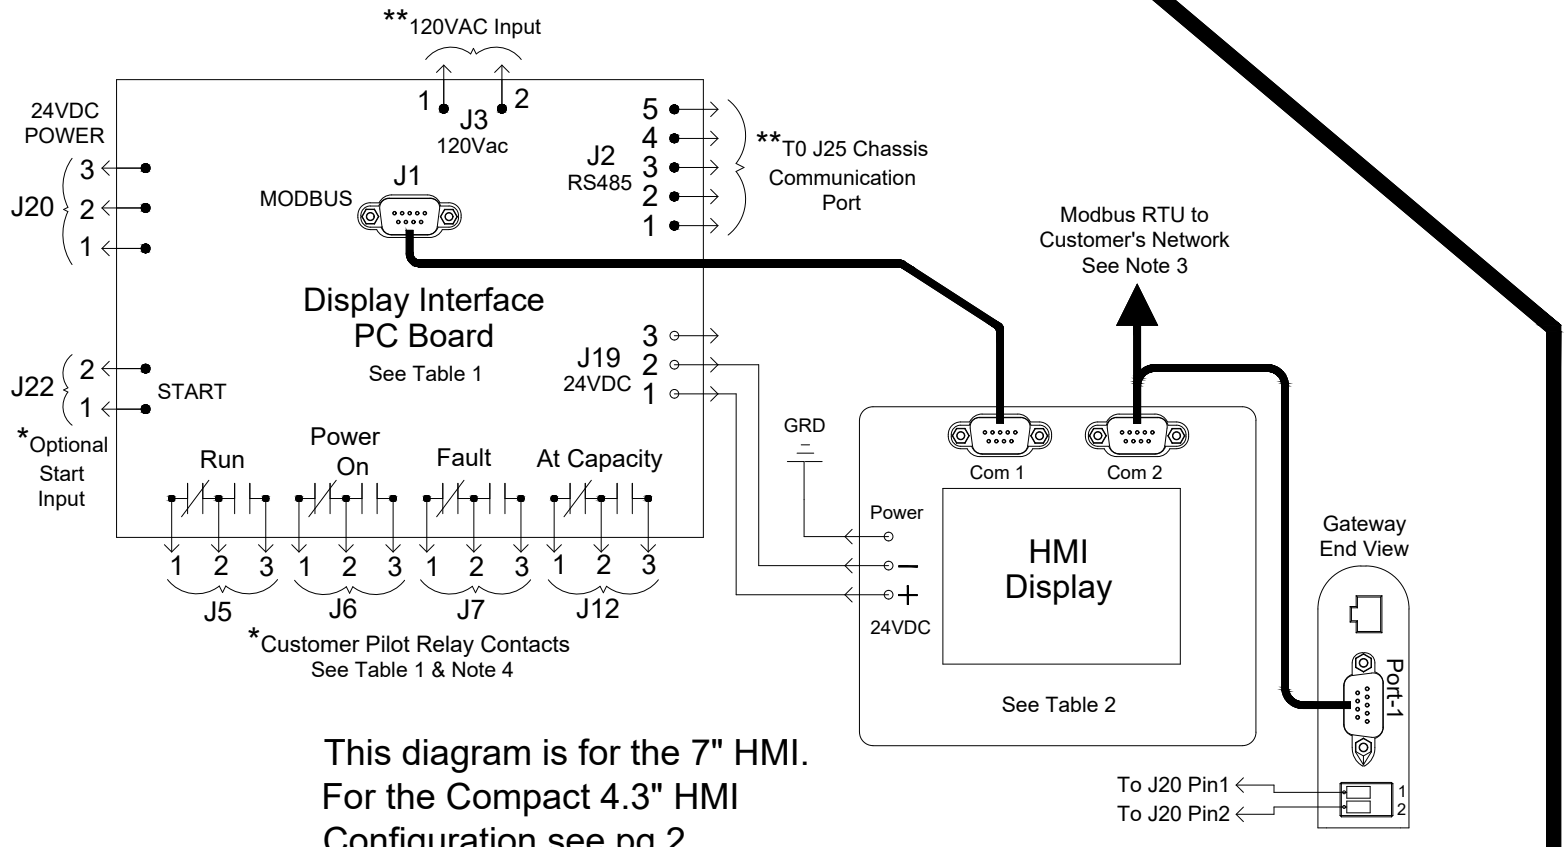 **120VAC Input
1
2
J3
120Vac
24VDC
POWER
3
2
1
J20
J1
MODBUS
5
4
3
2
1
J2
RS485
**T0 J25 Chassis
Communication
Port
Modbus RTU to
Customer's Network
See Note 3
Display Interface
PC Board
See Table 1
3
2
1
J19
24VDC
J22
2
1
START
*Optional
Start
Input
Run
Power
On
Fault
At Capacity
1 2 3 1 2 3 1 2 3 1 2 3
J5 J6 J7 J12
*Customer Pilot Relay Contacts
See Table 1 & Note 4
GRD
Com 1
Com 2
Power
−
+
24VDC
HMI
Display
See Table 2
Gateway
End View
Port-1
To J20 Pin1
To J20 Pin2
1
2
This diagram is for the 7" HMI.
For the Compact 4.3" HMI
Configuration see pg 2